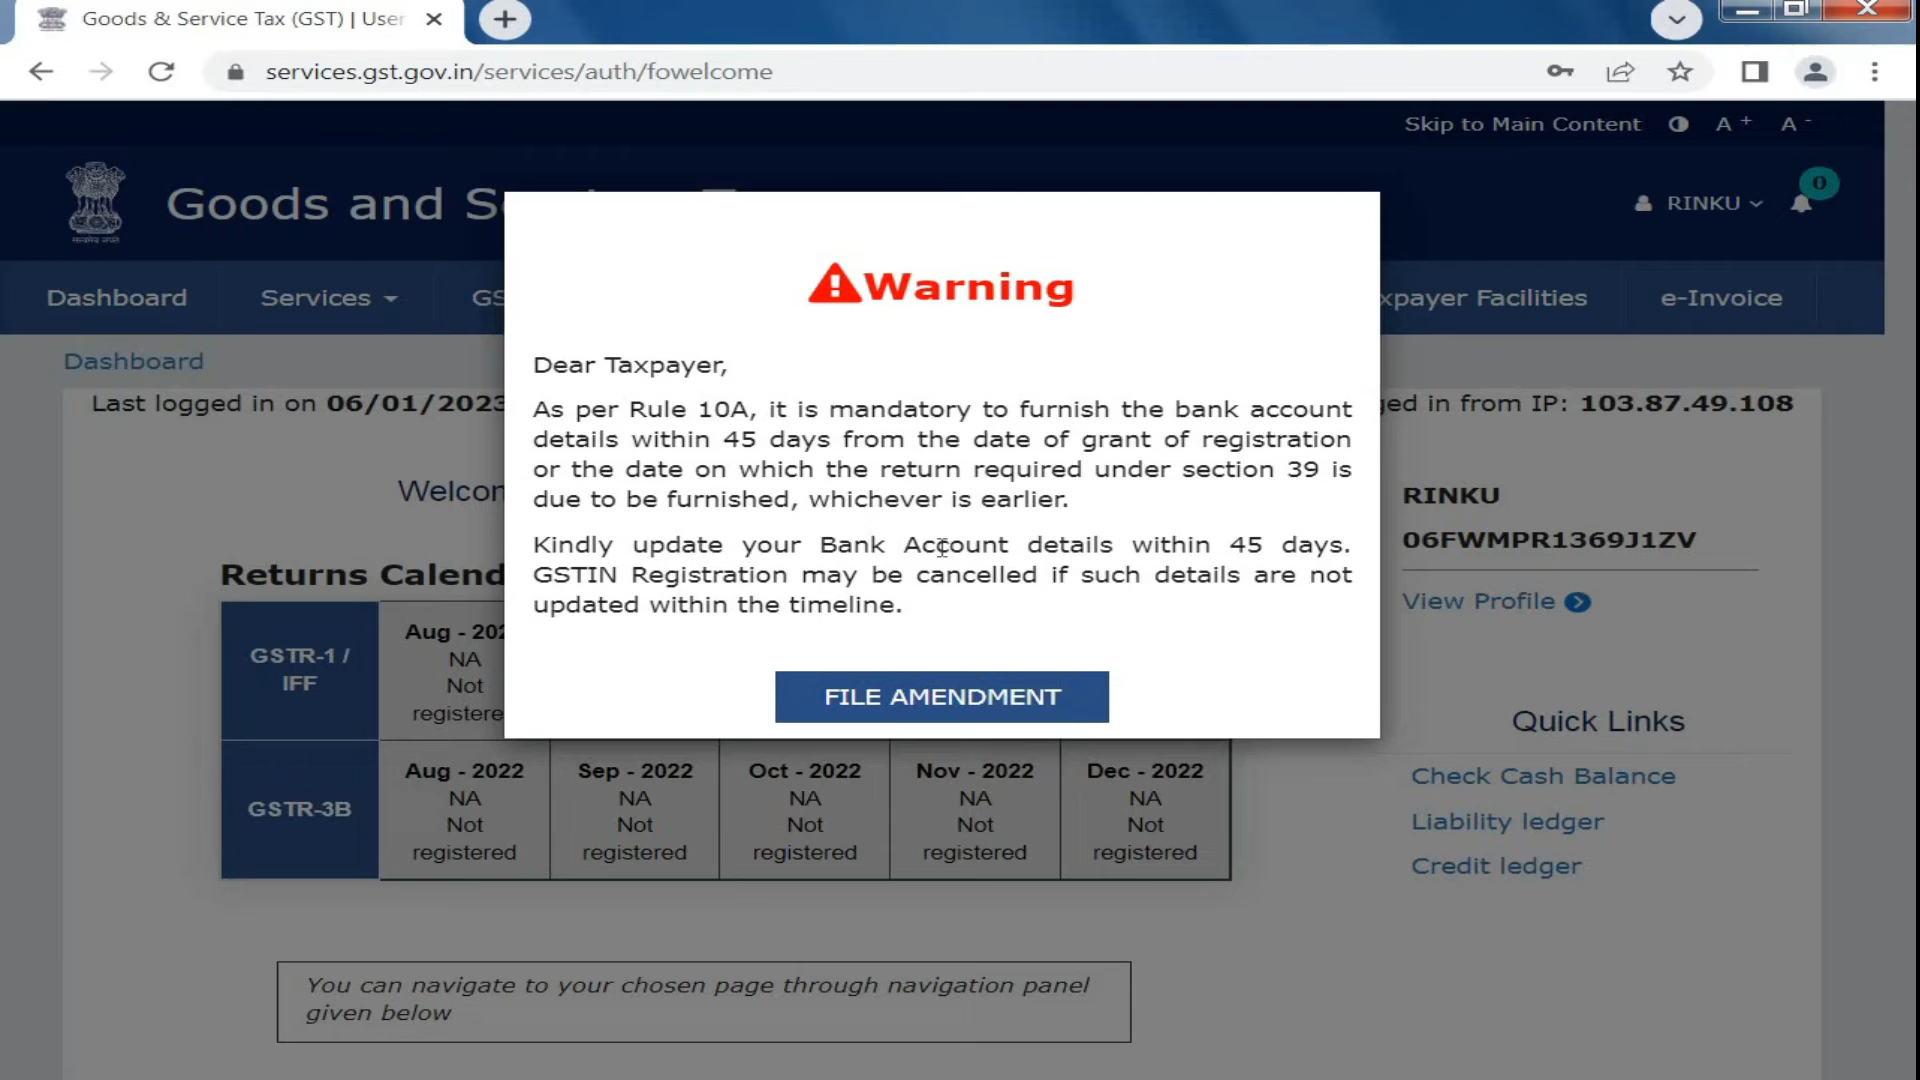 Goods & Service Tax (GST) | User
services.gst.gov.in/services/auth/fowelcome
Skip to Main Content A + A -
सत्यमेव जयते
Goods and S
RINKU
0
Dashboard Services GS xpayer Facilities e-Invoice
Dashboard
Last logged in on 06/01/2023
ged in from IP: 103.87.49.108
Warning
Dear Taxpayer,
As per Rule 10A, it is mandatory to furnish the bank account
details within 45 days from the date of grant of registration
or the date on which the return required under section 39 is
due to be furnished, whichever is earlier.
Kindly update your Bank Account details within 45 days.
GSTIN Registration may be cancelled if such details are not
updated within the timeline.
FILE AMENDMENT
Welcon
Returns Calend
GSTR-1 /
IFF
Aug - 202
NA
Not
registere
GSTR-3B
Aug - 2022 Sep - 2022 Oct - 2022 Nov - 2022 Dec - 2022
NA NA NA NA NA
Not Not Not Not Not
registered registered registered registered registered
RINKU
06FWMPR1369J1ZV
View Profile
Quick Links
Check Cash Balance
Liability ledger
Credit ledger
You can navigate to your chosen page through navigation panel
given below